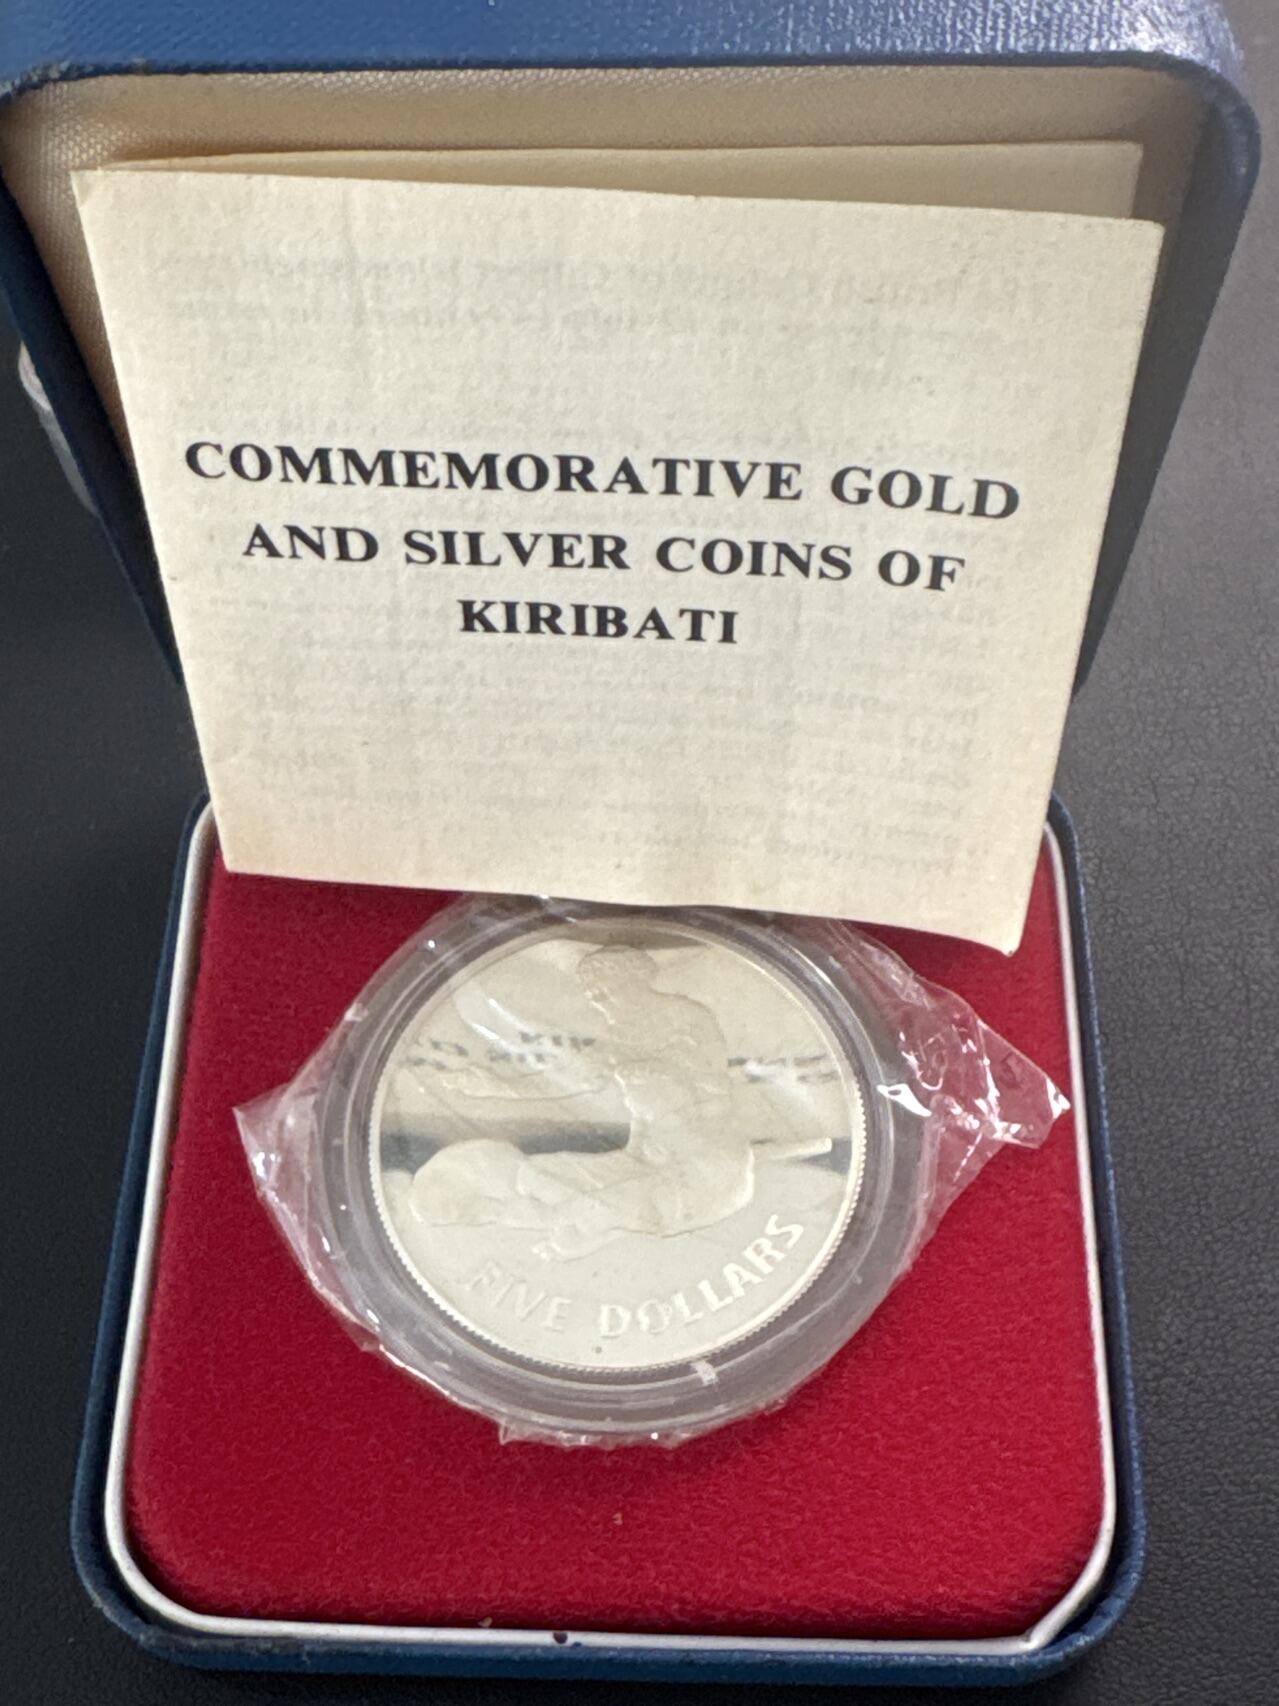 COMMEMORATIVE GOLD
AND SILVER COINS OF
KIRIBATI
FIVE DOLLARS